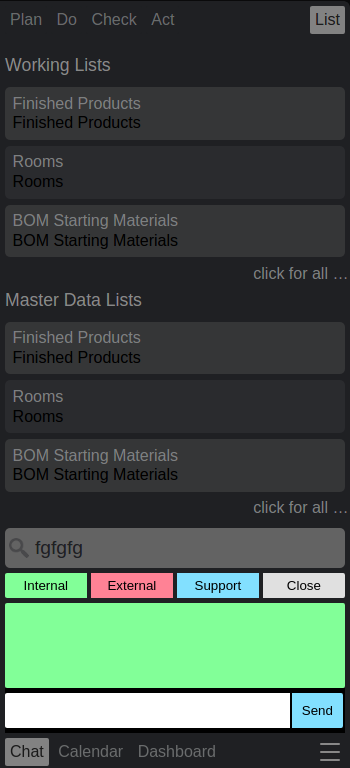 Plan Do Check Act List
Working Lists
Finished Products
Finished Products
Rooms
Rooms
BOM Starting Materials
BOM Starting Materials
click for all ...
Master Data Lists
Finished Products
Finished Products
Rooms
Rooms
BOM Starting Materials
BOM Starting Materials
click for all ...
fgfgfg
Internal External Support Close
Send
Chat Calendar Dashboard